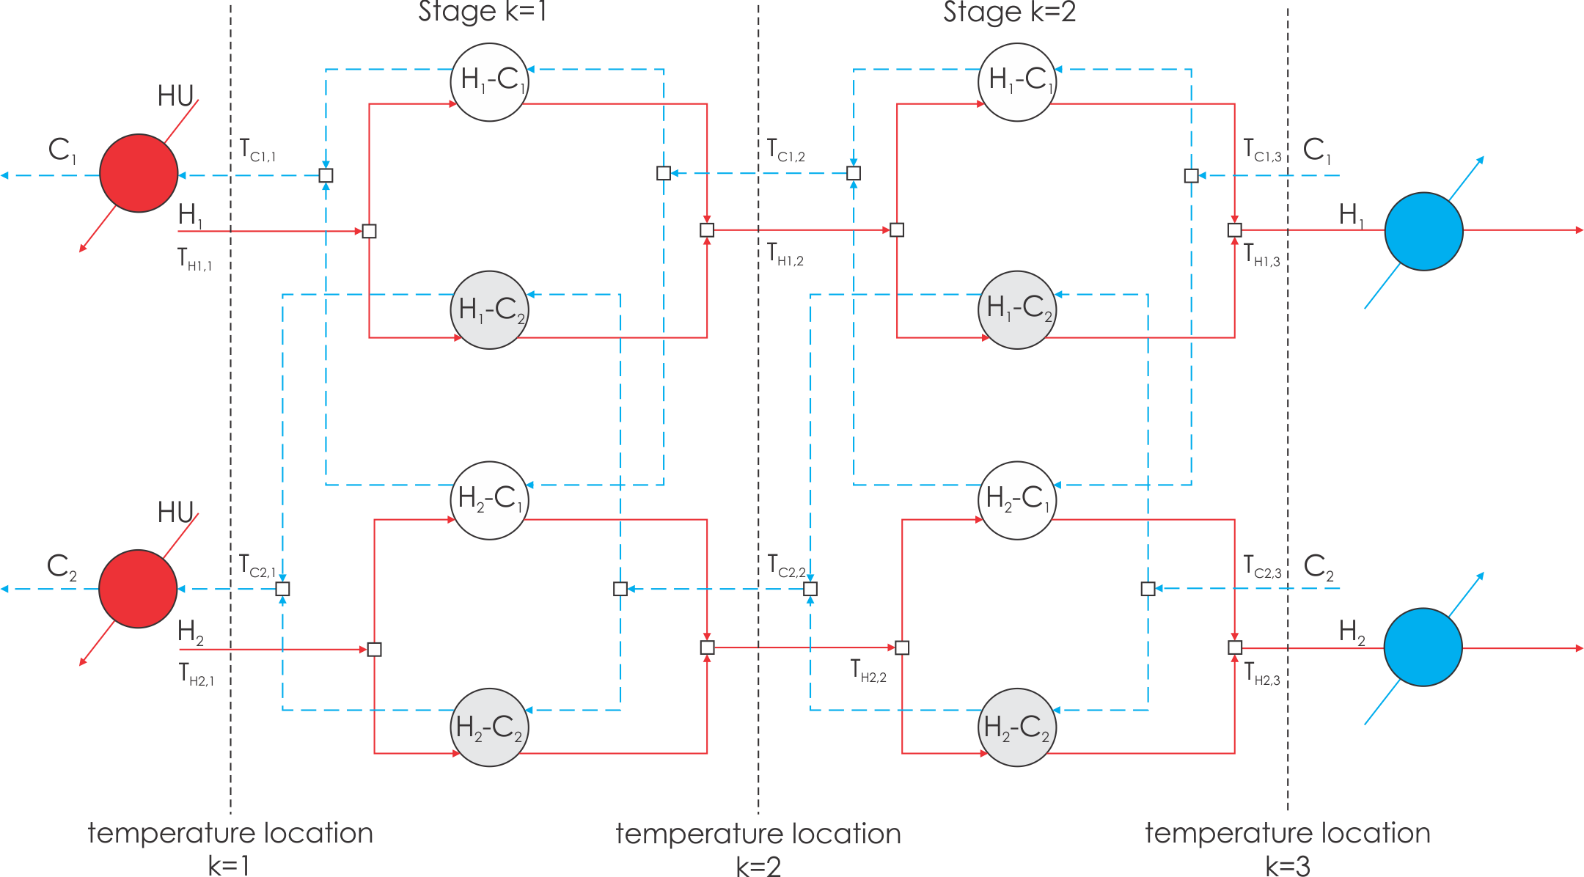 Stage k=1
Stage k=2
H1-C1
H1-C1
HU
C1
TC1,1
TC1,2
TC1,3
C1
H1
TH1,1
TH1,2
H1
TH1,3
H1-C2
H1-C2
H2-C1
H2-C1
HU
C2
TC2,1
TC2,2
TC2,3
C2
H2
TH2,1
TH2,2
H2
TH2,3
H2-C2
H2-C2
temperature location
k=1
temperature location
k=2
temperature location
k=3